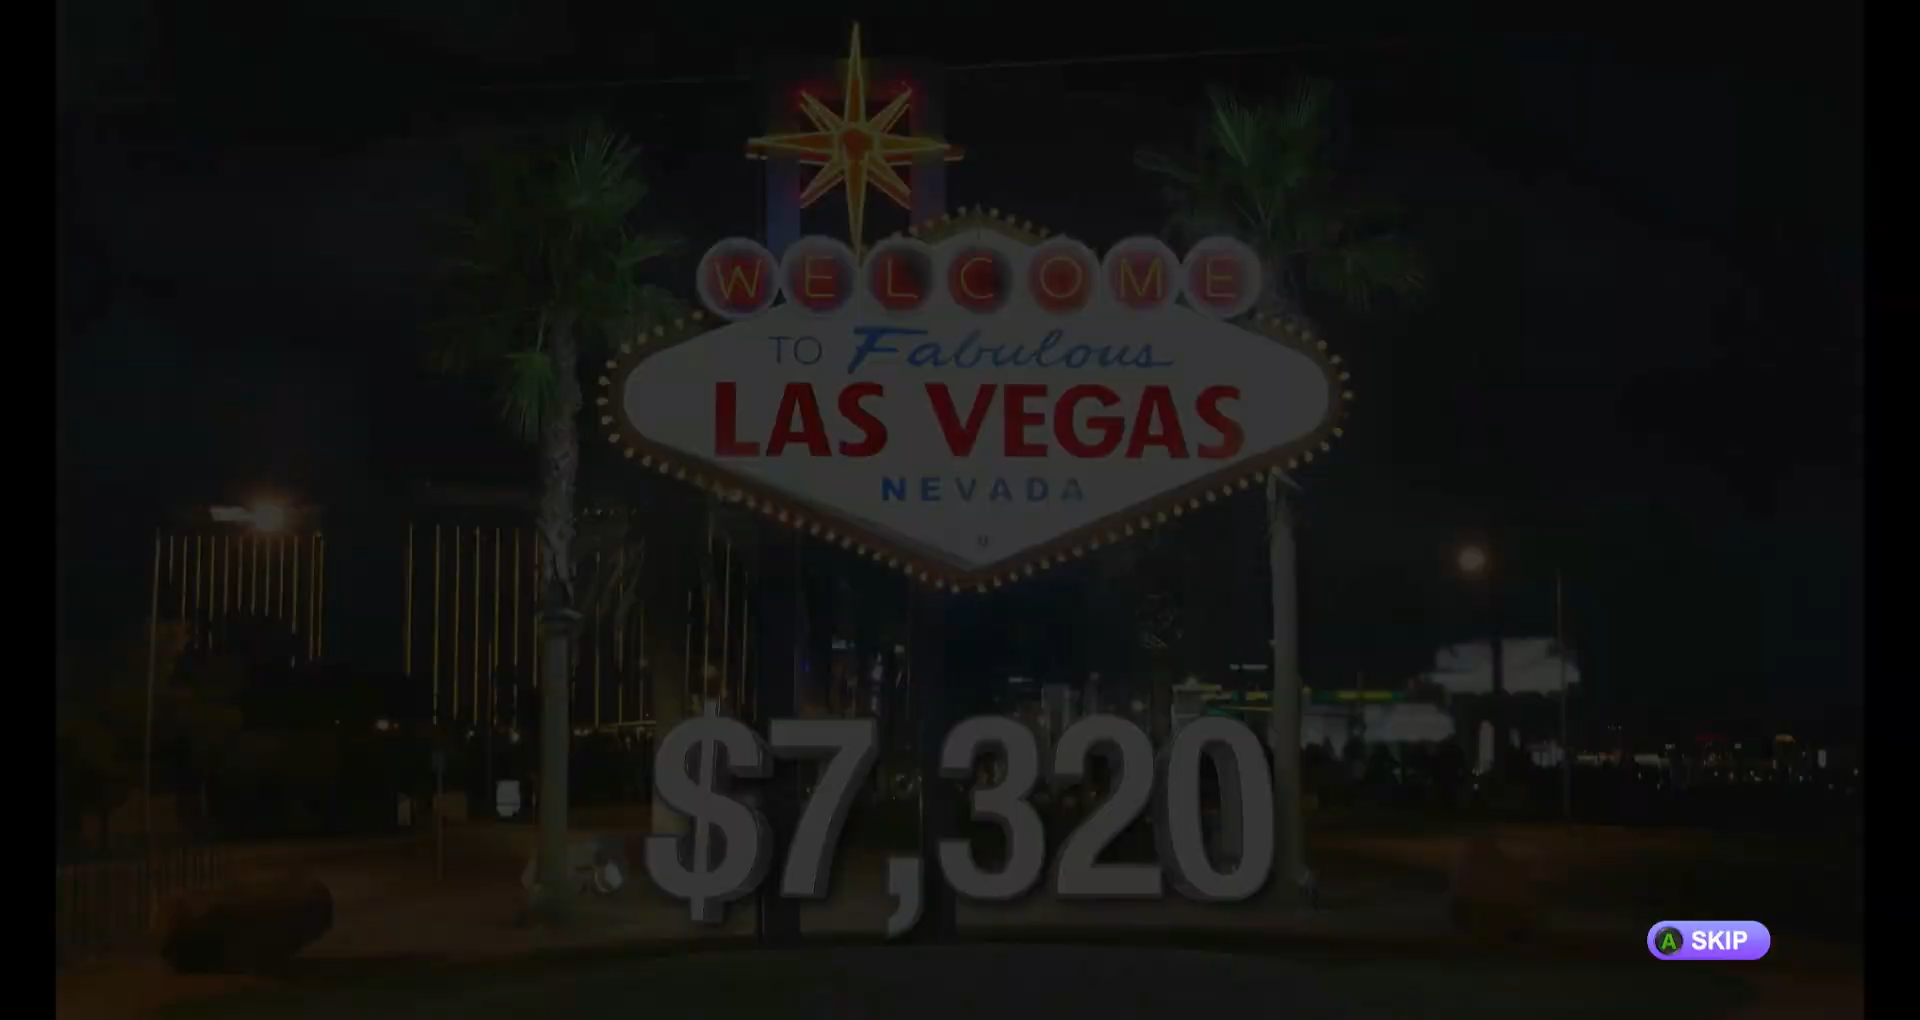 WELCOME
TO Fabulous
LAS VEGAS
NEVADA
$7,320
A SKIP